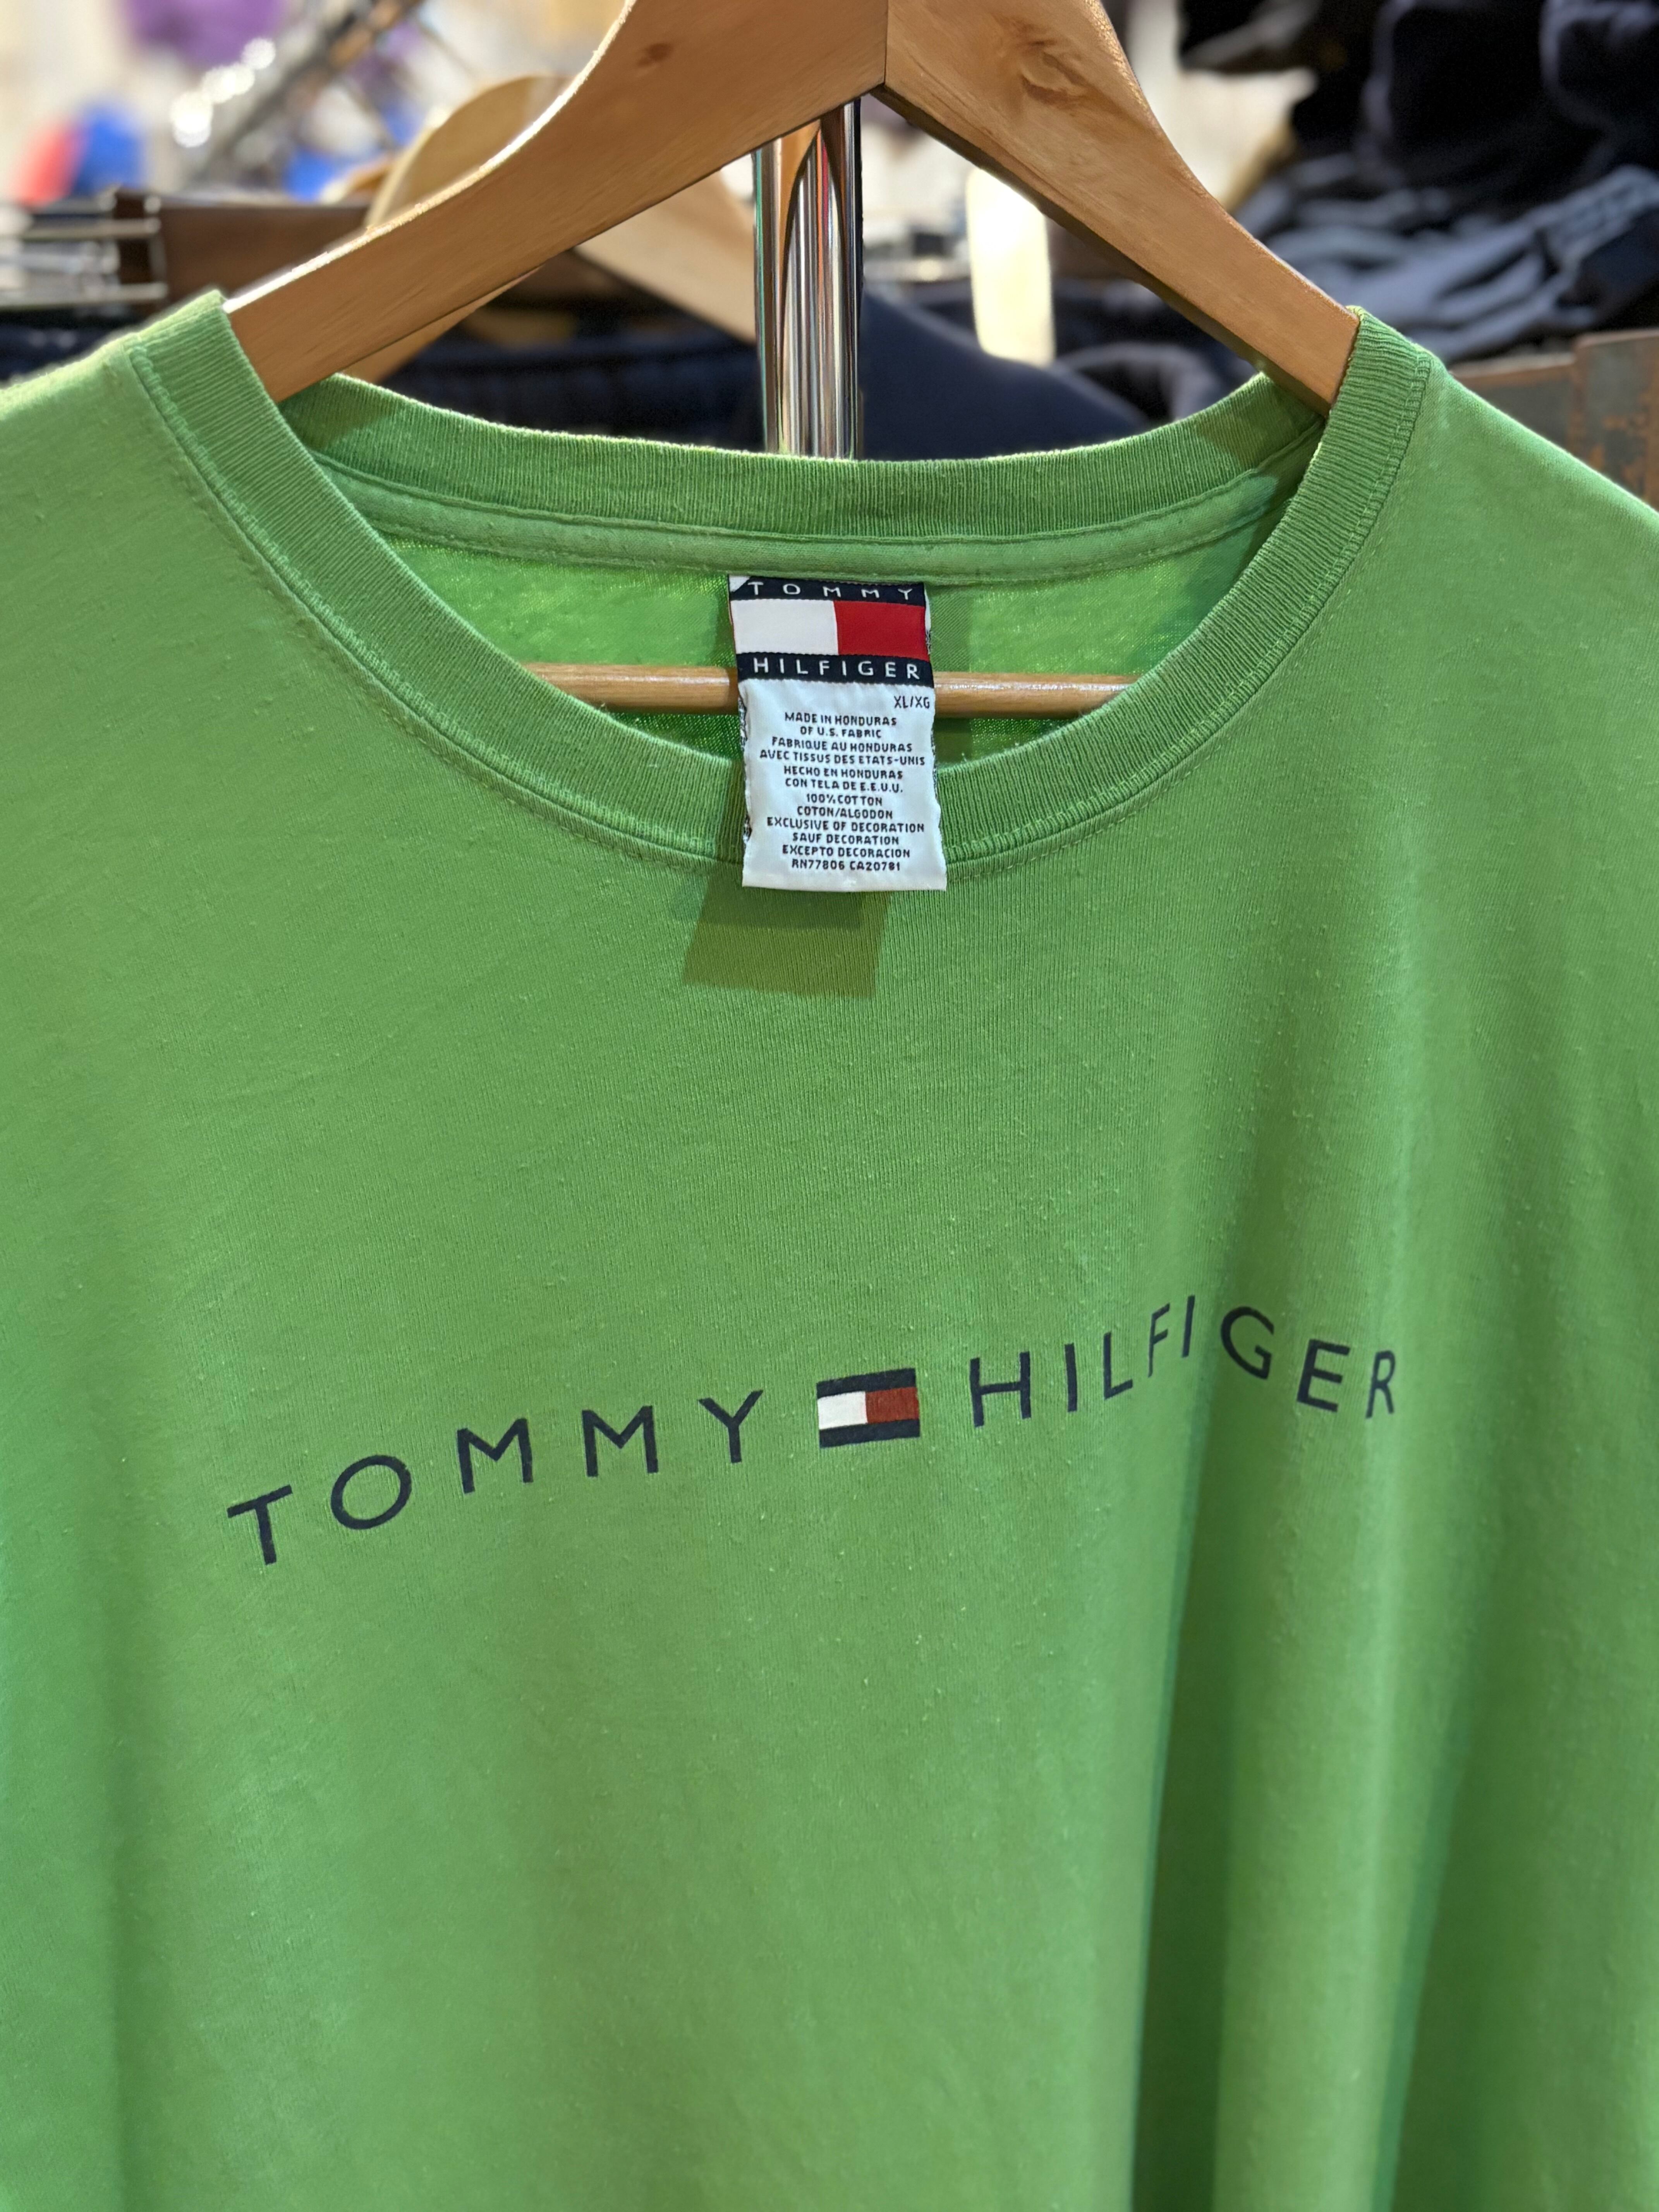 TOMMY
HILFIGER
XL/XG
MADE IN HONDURAS
OF U.S. FABRIC
FABRIQUE AU HONDURAS
AVEC TISSUS DES ETATS-UNIS
HECHO EN HONDURAS
CON TELA DE E.E.U.U.
100% COTTON
COTON/ALGODON
EXCLUSIVE OF DECORATION
SAUF DECORATION
EXCEPTO DECORACION
RN77806 CA20781
TOMMY HILFIGER